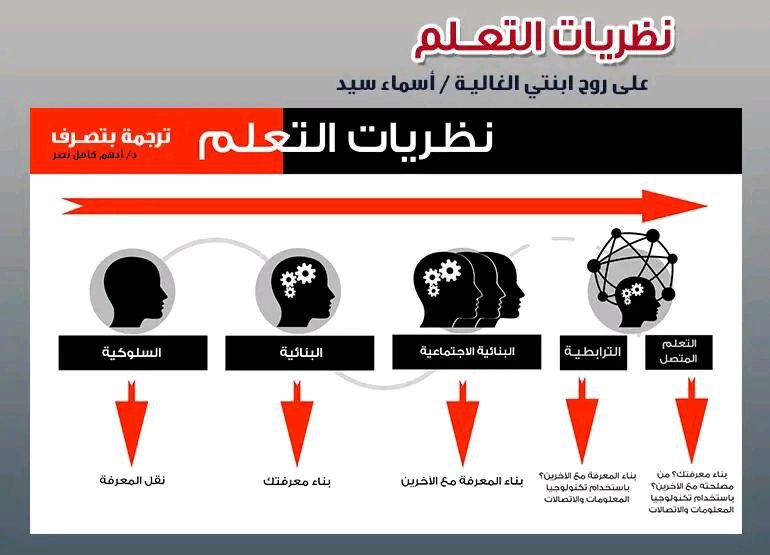 نظريات التعلم
على روح ابنتي الغالية / أسماء سيد
نظريات التعلم
ترجمة بتصرف
د/ أدهم كامل نصر
السلوكية
البنائية
البنائية الاجتماعية
الترابطية
التعلم
المتصل
نقل المعرفة
بناء معرفتك
بناء المعرفة مع الآخرين
بناء المعرفة مع الآخرين؟
باستخدام تكنولوجيا
المعلومات والاتصالات
بناء معرفتك؟ من
مصلحته مع الآخرين؟
باستخدام تكنولوجيا
المعلومات والاتصالات